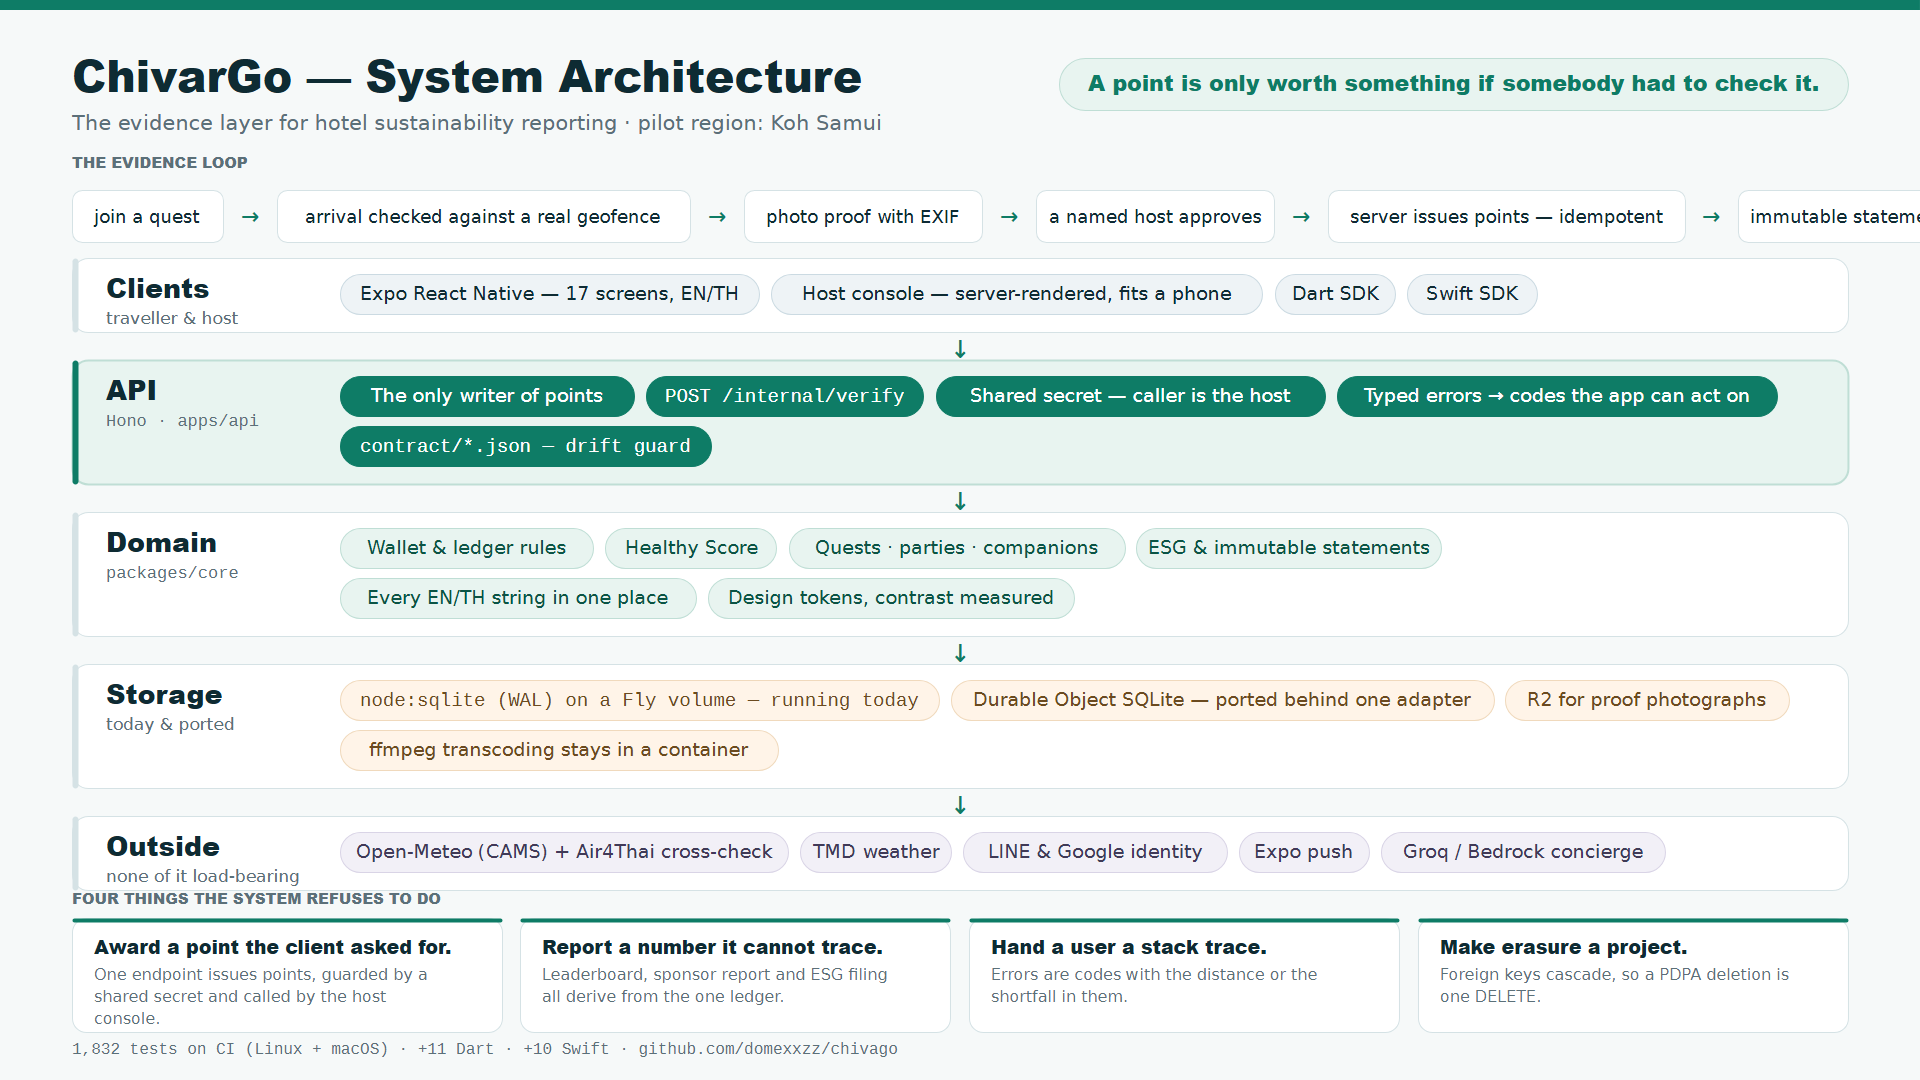 ChivarGo — System Architecture
A point is only worth something if somebody had to check it.
The evidence layer for hotel sustainability reporting · pilot region: Koh Samui
THE EVIDENCE LOOP
join a quest → arrival checked against a real geofence → photo proof with EXIF → a named host approves → server issues points — idempotent → immutable
Clients
traveller & host
Expo React Native — 17 screens, EN/TH
Host console — server-rendered, fits a phone
Dart SDK
Swift SDK
↓
API
Hono · apps/api
The only writer of points
POST /internal/verify
Shared secret — caller is the host
Typed errors → codes the app can act on
contract/*.json — drift guard
↓
Domain
packages/core
Wallet & ledger rules
Healthy Score
Quests · parties · companions
ESG & immutable statements
Every EN/TH string in one place
Design tokens, contrast measured
↓
Storage
today & ported
node:sqlite (WAL) on a Fly volume — running today
Durable Object SQLite — ported behind one adapter
R2 for proof photographs
ffmpeg transcoding stays in a container
↓
Outside
none of it load-bearing
Open-Meteo (CAMS) + Air4Thai cross-check
TMD weather
LINE & Google identity
Expo push
Groq / Bedrock concierge
FOUR THINGS THE SYSTEM REFUSES TO DO
Award a point the client asked for.
One endpoint issues points, guarded by a
shared secret and called by the host
console.
Report a number it cannot trace.
Leaderboard, sponsor report and ESG filing
all derive from the one ledger.
Hand a user a stack trace.
Errors are codes with the distance or the
shortfall in them.
Make erasure a project.
Foreign keys cascade, so a PDPA deletion is
one DELETE.
1,832 tests on CI (Linux + macOS) · +11 Dart · +10 Swift · github.com/domexxzz/chivago